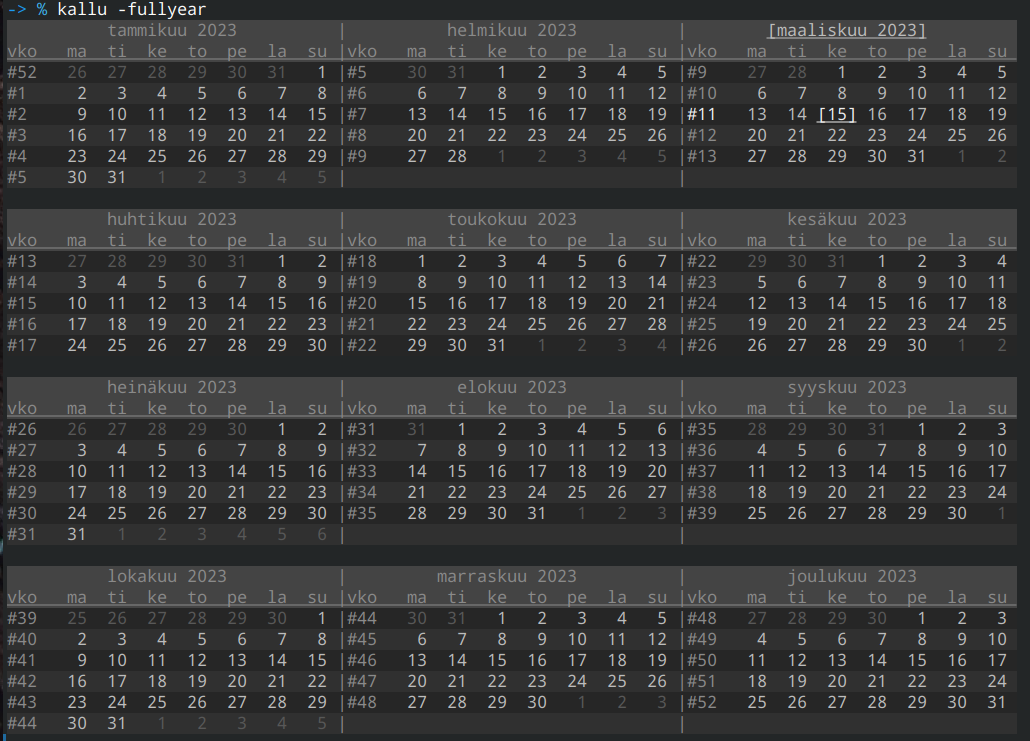 -> % kallu -fullyear
tammikuu 2023 | helmikuu 2023 | [maaliskuu 2023]
vko ma ti ke to pe la su |vko ma ti ke to pe la su |vko ma ti ke to pe la su
#52 26 27 28 29 30 31 1 |#5 30 31 1 2 3 4 5 |#9 27 28 1 2 3 4 5
#1 2 3 4 5 6 7 8 |#6 6 7 8 9 10 11 12 |#10 6 7 8 9 10 11 12
#2 9 10 11 12 13 14 15 |#7 13 14 15 16 17 18 19 |#11 13 14 [15] 16 17 18 19
#3 16 17 18 19 20 21 22 |#8 20 21 22 23 24 25 26 |#12 20 21 22 23 24 25 26
#4 23 24 25 26 27 28 29 |#9 27 28 1 2 3 4 5 |#13 27 28 29 30 31 1 2
#5 30 31 1 2 3 4 5 | |
huhtikuu 2023 | toukokuu 2023 | kesäkuu 2023
vko ma ti ke to pe la su |vko ma ti ke to pe la su |vko ma ti ke to pe la su
#13 27 28 29 30 31 1 2 |#18 1 2 3 4 5 6 7 |#22 29 30 31 1 2 3 4
#14 3 4 5 6 7 8 9 |#19 8 9 10 11 12 13 14 |#23 5 6 7 8 9 10 11
#15 10 11 12 13 14 15 16 |#20 15 16 17 18 19 20 21 |#24 12 13 14 15 16 17 18
#16 17 18 19 20 21 22 23 |#21 22 23 24 25 26 27 28 |#25 19 20 21 22 23 24 25
#17 24 25 26 27 28 29 30 |#22 29 30 31 1 2 3 4 |#26 26 27 28 29 30 1 2
heinäkuu 2023 | elokuu 2023 | syyskuu 2023
vko ma ti ke to pe la su |vko ma ti ke to pe la su |vko ma ti ke to pe la su
#26 26 27 28 29 30 1 2 |#31 31 1 2 3 4 5 6 |#35 28 29 30 31 1 2 3
#27 3 4 5 6 7 8 9 |#32 7 8 9 10 11 12 13 |#36 4 5 6 7 8 9 10
#28 10 11 12 13 14 15 16 |#33 14 15 16 17 18 19 20 |#37 11 12 13 14 15 16 17
#29 17 18 19 20 21 22 23 |#34 21 22 23 24 25 26 27 |#38 18 19 20 21 22 23 24
#30 24 25 26 27 28 29 30 |#35 28 29 30 31 1 2 3 |#39 25 26 27 28 29 30 1
#31 31 1 2 3 4 5 6 | |
lokakuu 2023 | marraskuu 2023 | joulukuu 2023
vko ma ti ke to pe la su |vko ma ti ke to pe la su |vko ma ti ke to pe la su
#39 25 26 27 28 29 30 1 |#44 30 31 1 2 3 4 5 |#48 27 28 29 30 1 2 3
#40 2 3 4 5 6 7 8 |#45 6 7 8 9 10 11 12 |#49 4 5 6 7 8 9 10
#41 9 10 11 12 13 14 15 |#46 13 14 15 16 17 18 19 |#50 11 12 13 14 15 16 17
#42 16 17 18 19 20 21 22 |#47 20 21 22 23 24 25 26 |#51 18 19 20 21 22 23 24
#43 23 24 25 26 27 28 29 |#48 27 28 29 30 1 2 3 |#52 25 26 27 28 29 30 31
#44 30 31 1 2 3 4 5 | |